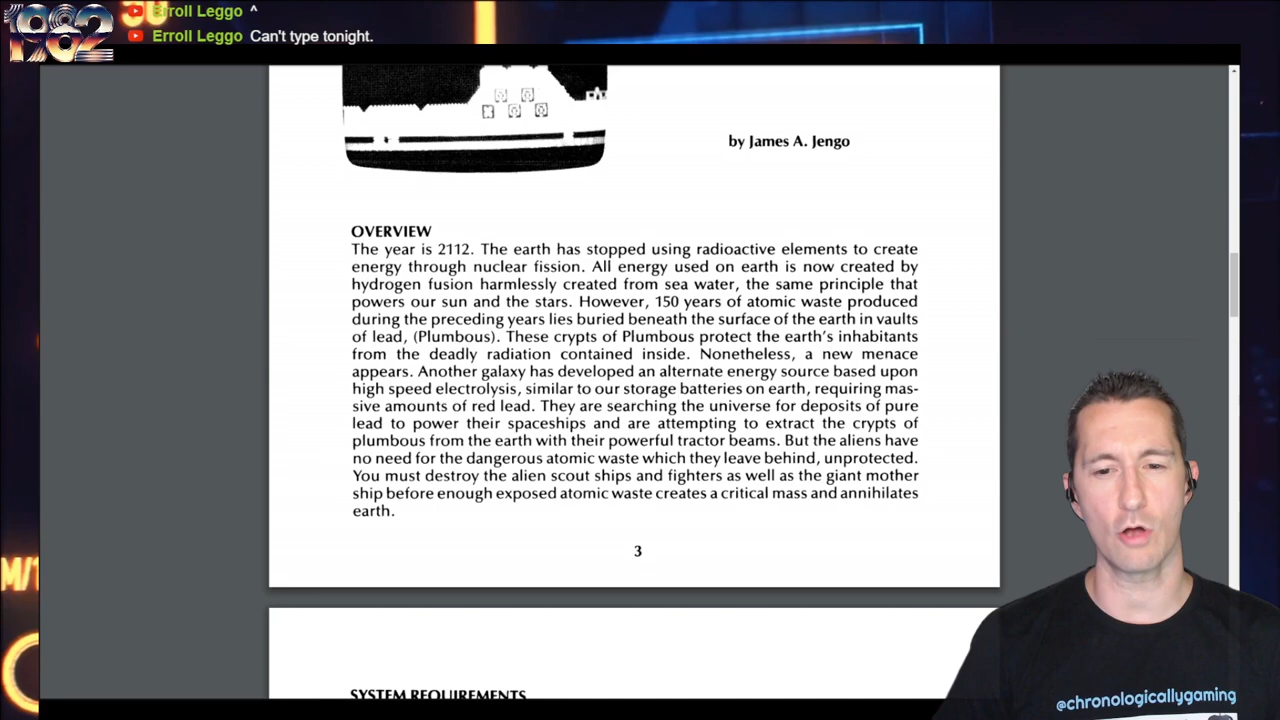 Erroll Leggo ^
1982
Erroll Leggo Can't type tonight.
by James A. Jengo
OVERVIEW
The year is 2112. The earth has stopped using radioactive elements to create
energy through nuclear fission. All energy used on earth is now created by
hydrogen fusion harmlessly created from sea water, the same principle that
powers our sun and the stars. However, 150 years of atomic waste produced
during the preceding years lies buried beneath the surface of the earth in vaults
of lead, (Plumbous). These crypts of Plumbous protect the earth's inhabitants
from the deadly radiation contained inside. Nonetheless, a new menace
appears. Another galaxy has developed an alternate energy source based upon
high speed electrolysis, similar to our storage batteries on earth, requiring mas-
sive amounts of red lead. They are searching the universe for deposits of pure
lead to power their spaceships and are attempting to extract the crypts of
plumbous from the earth with their powerful tractor beams. But the aliens have
no need for the dangerous atomic waste which they leave behind, unprotected.
You must destroy the alien scout ships and fighters as well as the giant mother
ship before enough exposed atomic waste creates a critical mass and annihilates
earth.
3
SYSTEM REQUIREMENTS
@chronologicallygaming